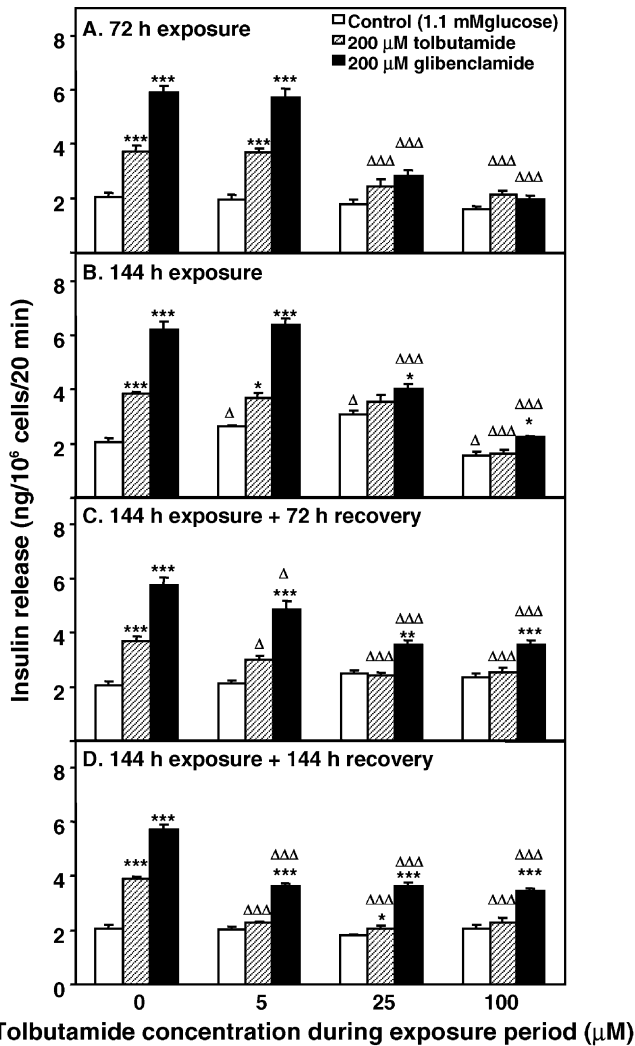 A. 72 h exposure
Control (1.1 mMglucose)
200 μM tolbutamide
200 μM glibenclamide
8
6
4
2
***
***
***
***
ΔΔΔ
ΔΔΔ
ΔΔΔ
ΔΔΔ
B. 144 h exposure
8
6
4
2
***
***
Δ
*
***
Δ
ΔΔΔ
*
Δ
ΔΔΔ
ΔΔΔ
*
C. 144 h exposure + 72 h recovery
8
6
4
2
***
***
Δ
Δ
***
ΔΔΔ
ΔΔΔ
**
ΔΔΔ
ΔΔΔ
***
D. 144 h exposure + 144 h recovery
8
6
4
2
0
***
***
ΔΔΔ
ΔΔΔ
***
ΔΔΔ
*
ΔΔΔ
***
ΔΔΔ
ΔΔΔ
***
0 5 25 100
Insulin release (ng/10⁶ cells/20 min)
Tolbutamide concentration during exposure period (μM)